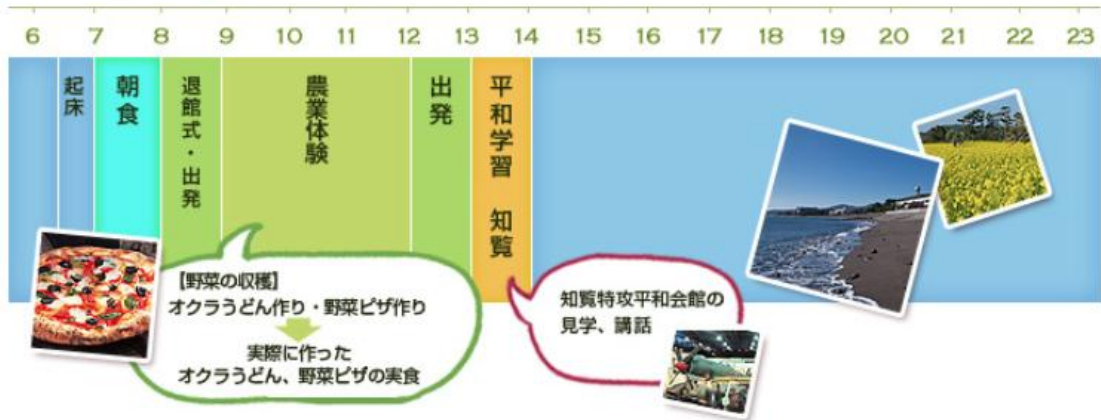 6 7 8 9 10 11 12 13 14 15 16 17 18 19 20 21 22 23
起床
朝食
退館式・出発
農業体験
出発
平和学習 知覧
【野菜の収穫】
オクラうどん作り・野菜ピザ作り
実際に作った
オクラうどん、野菜ピザの実食
知覧特攻平和会館の
見学、講話